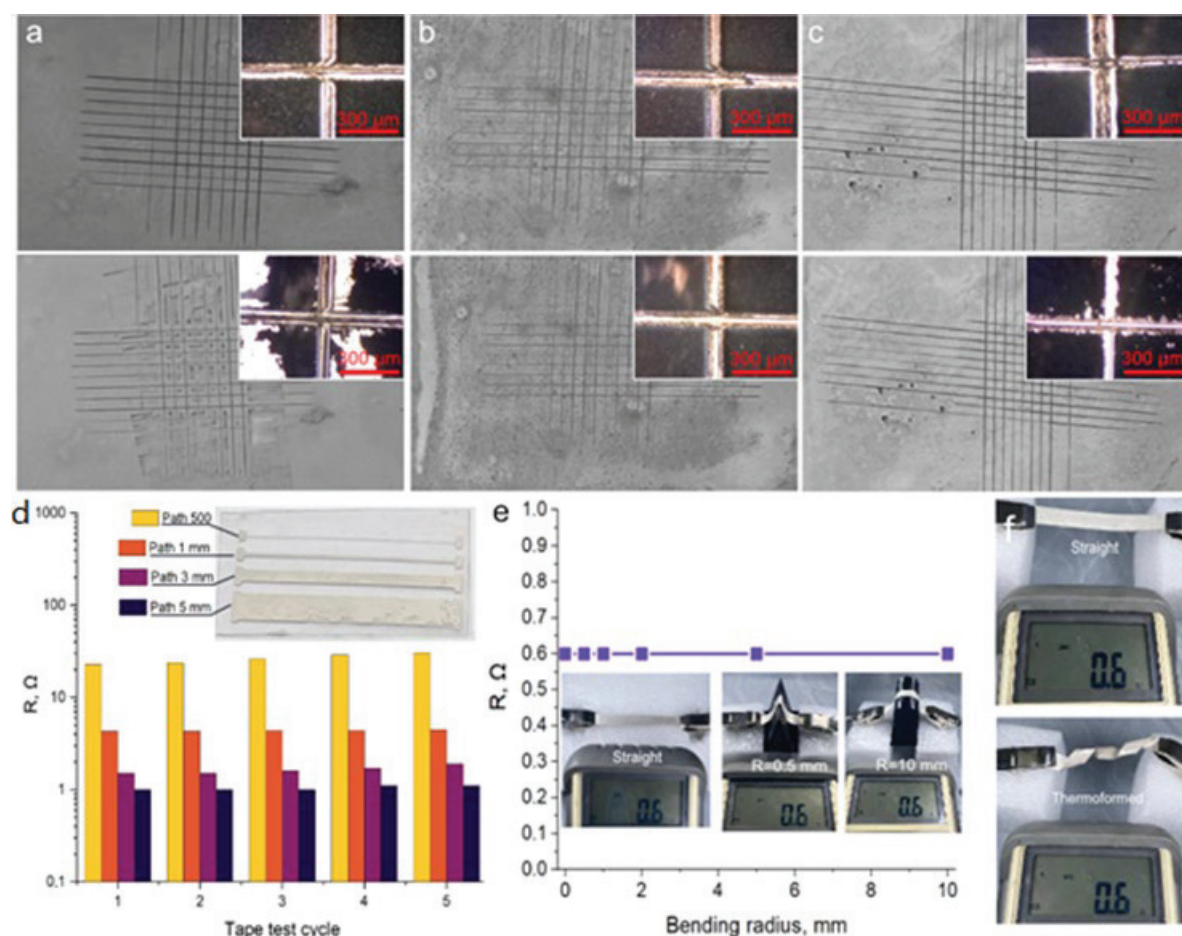 a
300 µm
b
300 µm
c
300 µm
300 µm
300 µm
300 µm
d
1000
100
10
1
0.1
R, Ω
Path 500
Path 1 mm
Path 3 mm
Path 5 mm
1 2 3 4 5
Tape test cycle
e
1.0
0.9
0.8
0.7
0.6
0.5
0.4
0.3
0.2
0.1
0.0
R, Ω
Straight
0.6
R=0.5 mm
0.6
R=10 mm
0.6
0 2 4 6 8 10
Bending radius, mm
f
Straight
0.6
Thermoformed
0.6